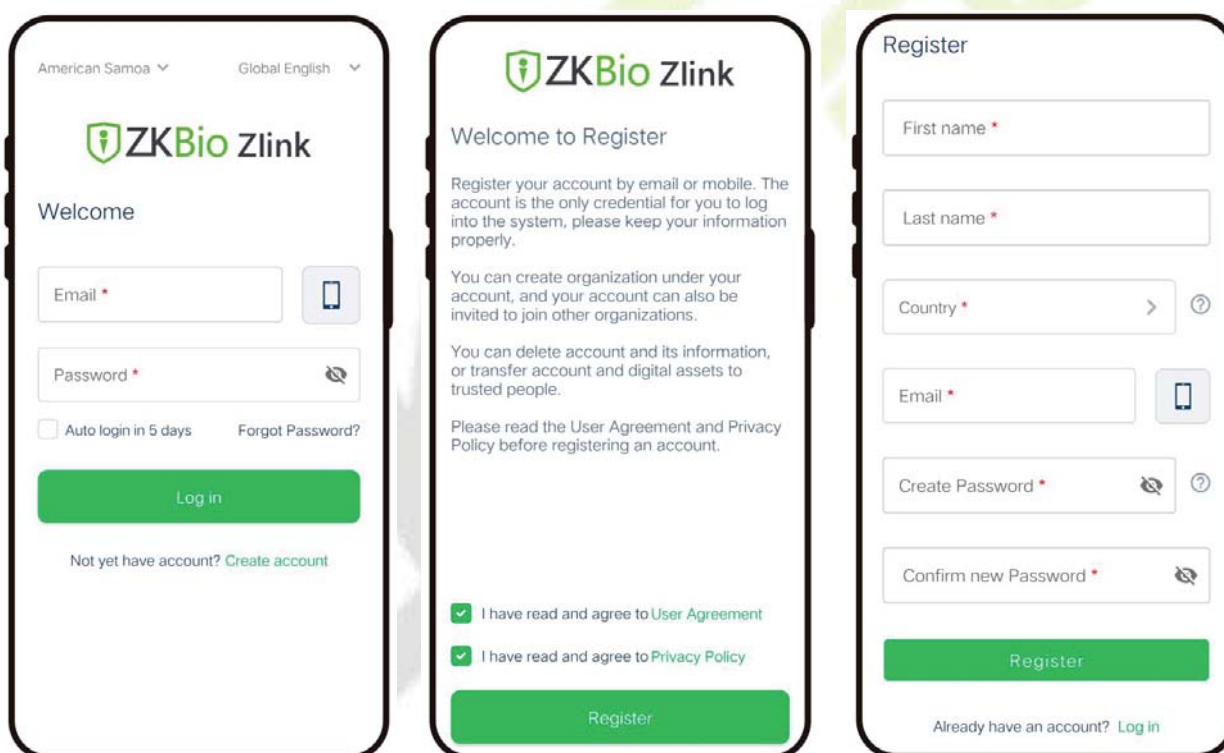 American Samoa Global English
ZKBio Zlink
Welcome
Email *
Password *
Auto login in 5 days Forgot Password?
Log in
Not yet have account? Create account
ZKBio Zlink
Welcome to Register
Register your account by email or mobile. The
account is the only credential for you to log
into the system, please keep your information
properly.
You can create organization under your
account, and your account can also be
invited to join other organizations.
You can delete account and its information,
or transfer account and digital assets to
trusted people.
Please read the User Agreement and Privacy
Policy before registering an account.
I have read and agree to User Agreement
I have read and agree to Privacy Policy
Register
Register
First name *
Last name *
Country *
Email *
Create Password *
Confirm new Password *
Register
Already have an account? Log in